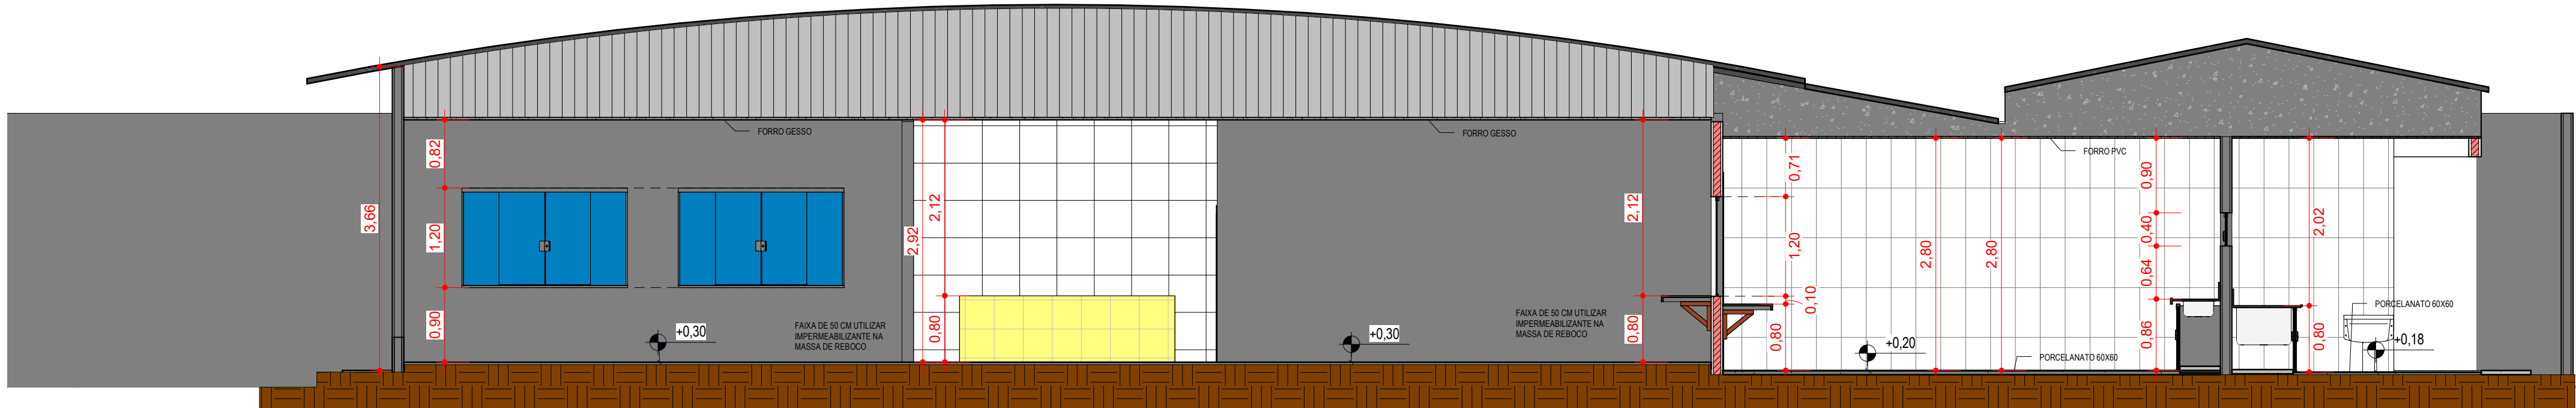 FORRO GESSO
FORRO GESSO
FORRO PVC
3,66
0,82
1,20
0,90
+0,30
FAIXA DE 50 CM UTILIZAR
IMPERMEABILIZANTE NA
MASSA DE REBOCO
2,92
2,12
0,80
+0,30
FAIXA DE 50 CM UTILIZAR
IMPERMEABILIZANTE NA
MASSA DE REBOCO
2,12
0,80
0,71
1,20
0,10
0,80
2,80
2,80
+0,20
PORCELANATO 60X60
0,90
0,40
0,64
0,86
2,02
0,80
PORCELANATO 60X60
+0,18